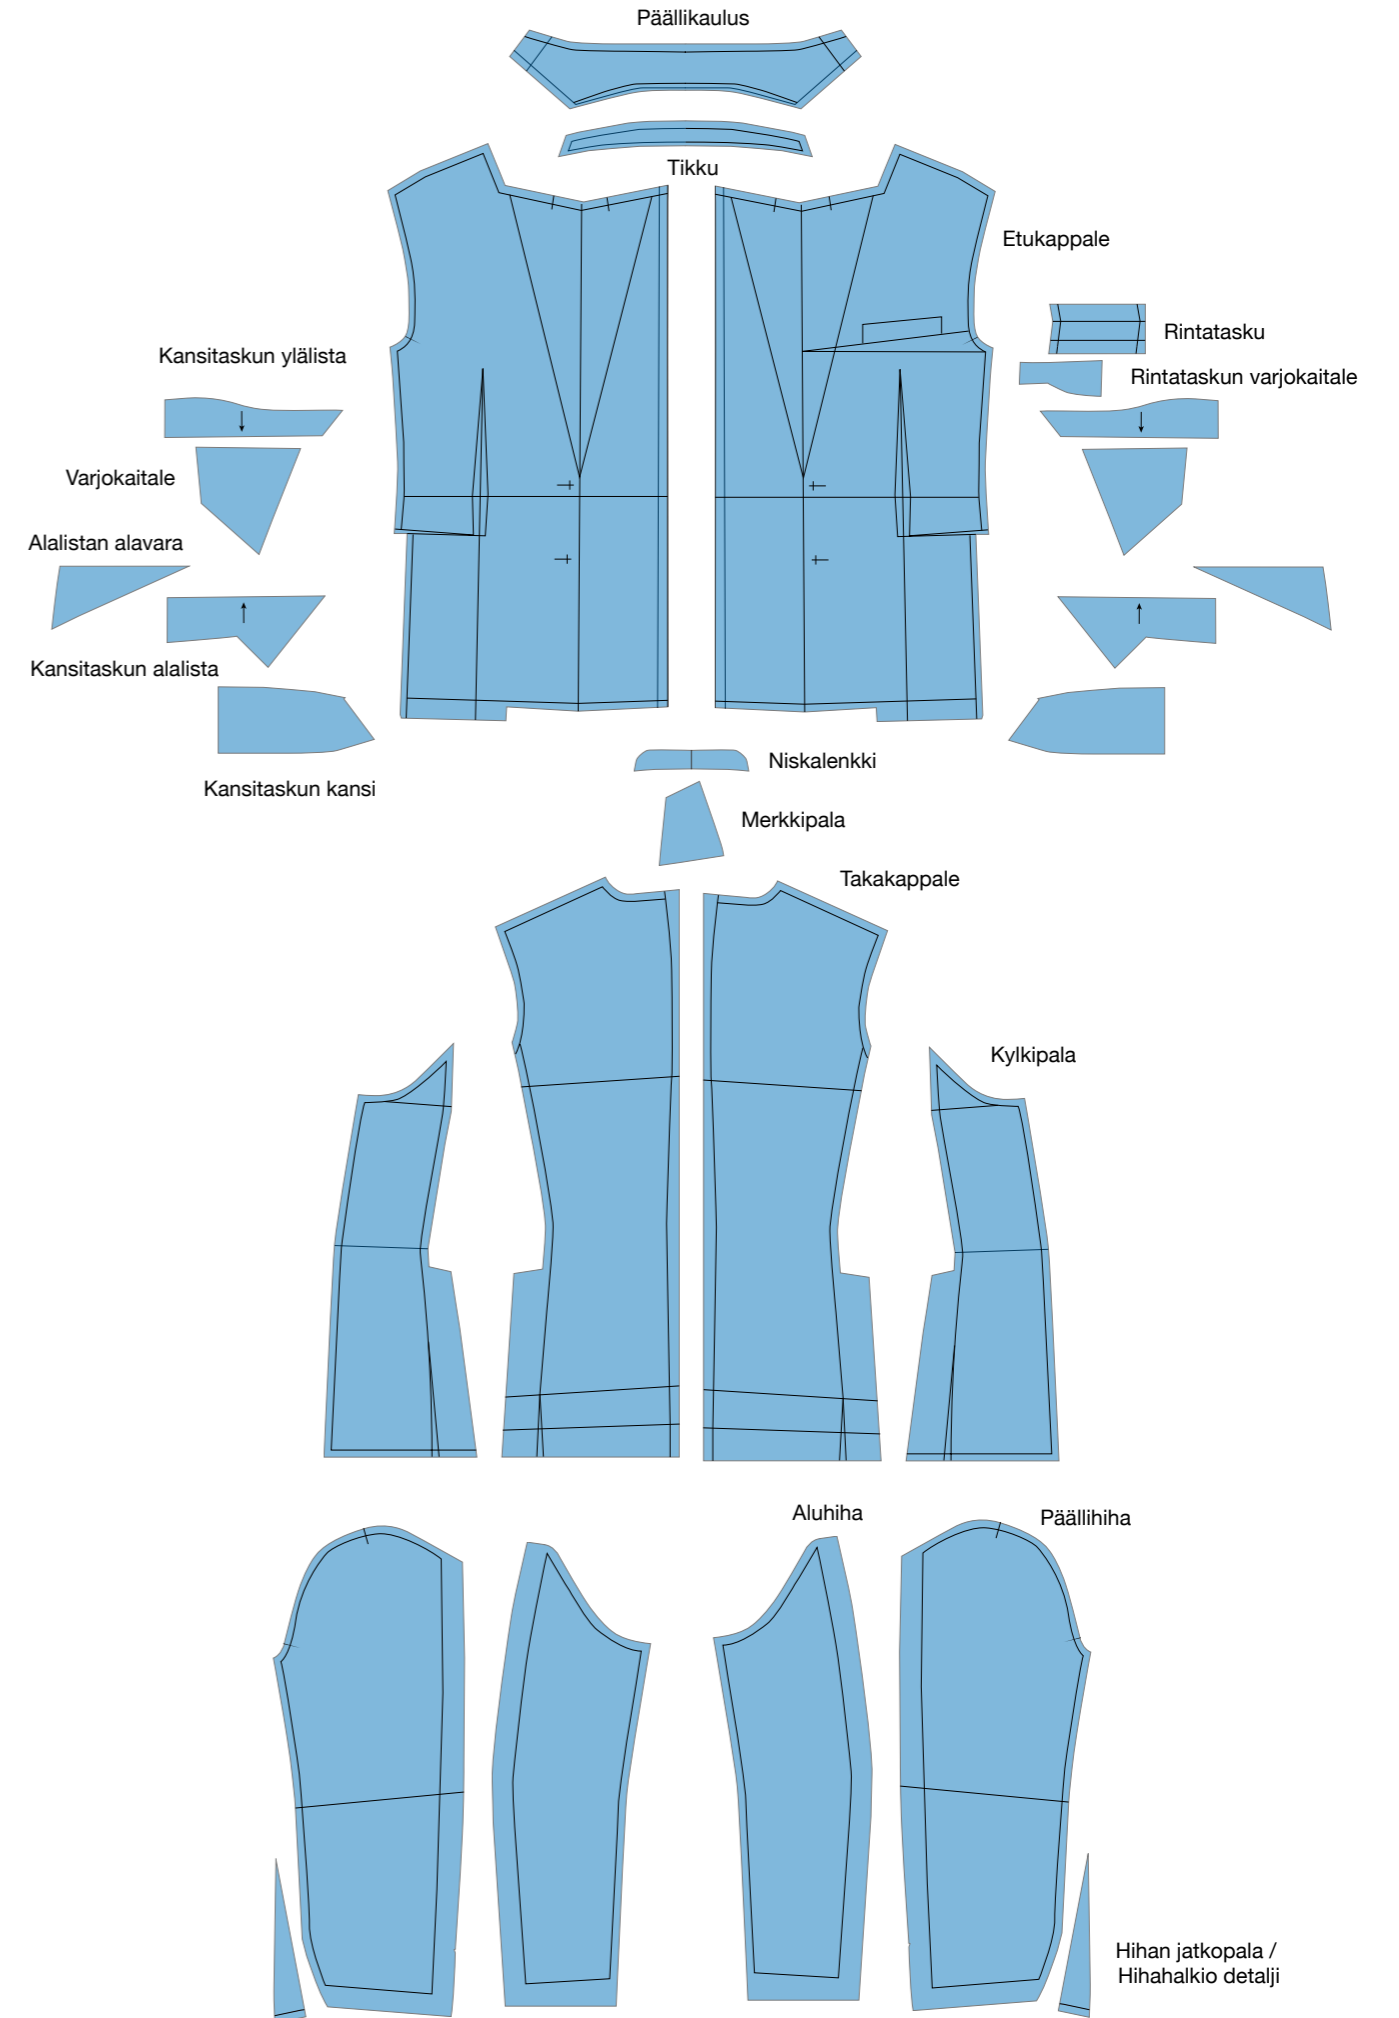 Päällikaulus
Tikku
Etukappale
Rintatasku
Kansitaskun ylälista
Rintataskun varjokaitale
Varjokaitale
Alalistan alavara
Kansitaskun alalista
Niskalenkki
Kansitaskun kansi
Merkkipala
Takakappale
Kylkipala
Aluhiha
Päällihiha
Hihan jatkopala /
Hihahalkio detalji